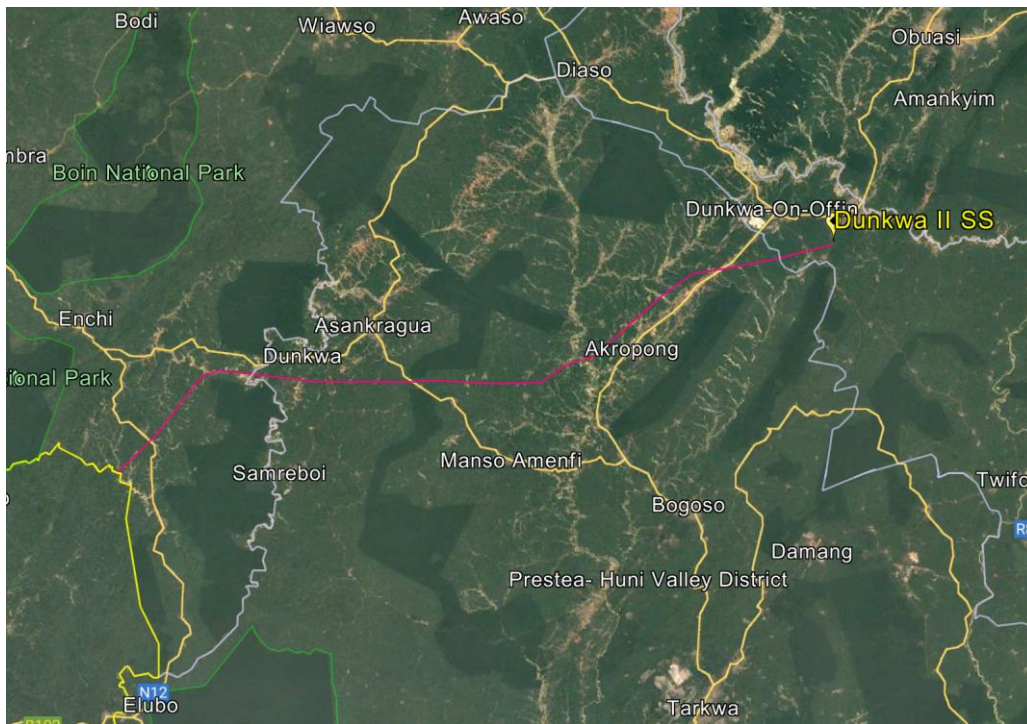 Bodi
Wiawso
Awaso
Obuasi
Diaso
Amankyim
mbra
Boin National Park
Dunkwa-On-Offin
Dunkwa II SS
Enchi
Asankragua
Dunkwa
Akropong
ional Park
Manso Amenfi
Samreboi
Twifo
Bogoso
Damang
Prestea- Huni Valley District
N12
Elubo
Tarkwa